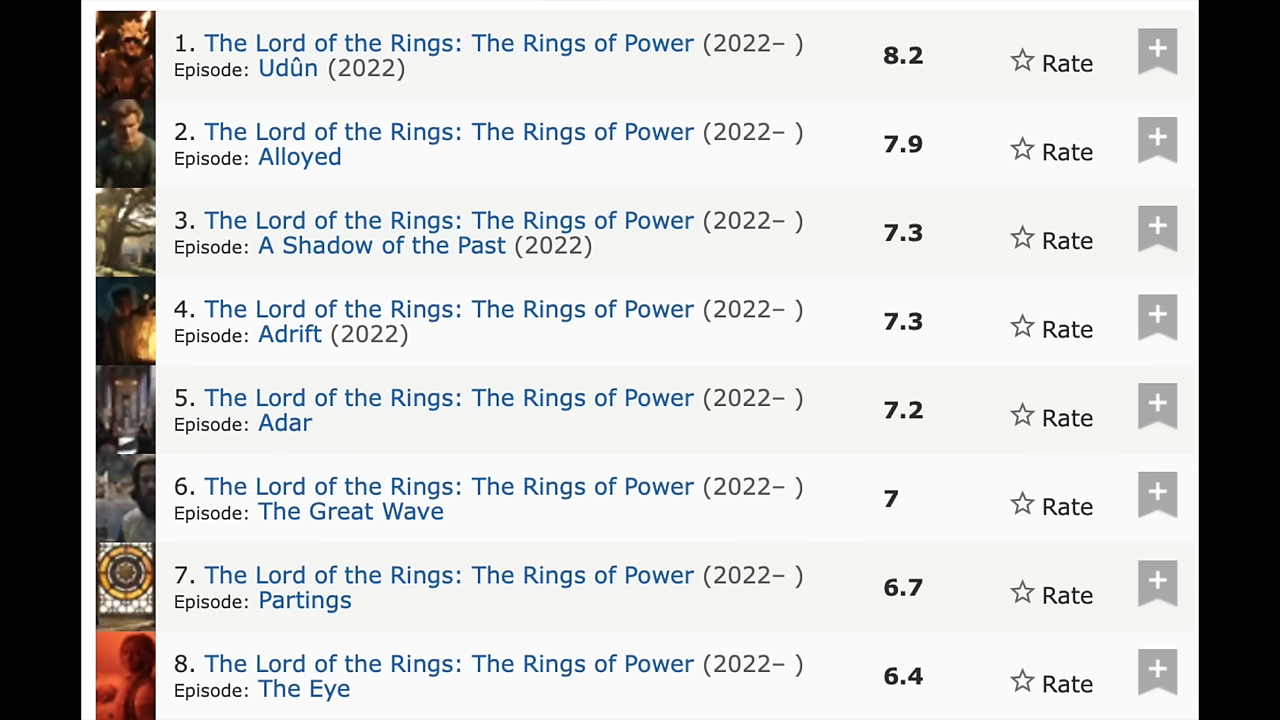 1. The Lord of the Rings: The Rings of Power (2022– ) 8.2 Rate
Episode: Udûn (2022)
2. The Lord of the Rings: The Rings of Power (2022– ) 7.9 Rate
Episode: Alloyed
3. The Lord of the Rings: The Rings of Power (2022– ) 7.3 Rate
Episode: A Shadow of the Past (2022)
4. The Lord of the Rings: The Rings of Power (2022– ) 7.3 Rate
Episode: Adrift (2022)
5. The Lord of the Rings: The Rings of Power (2022– ) 7.2 Rate
Episode: Adar
6. The Lord of the Rings: The Rings of Power (2022– ) 7 Rate
Episode: The Great Wave
7. The Lord of the Rings: The Rings of Power (2022– ) 6.7 Rate
Episode: Partings
8. The Lord of the Rings: The Rings of Power (2022– ) 6.4 Rate
Episode: The Eye